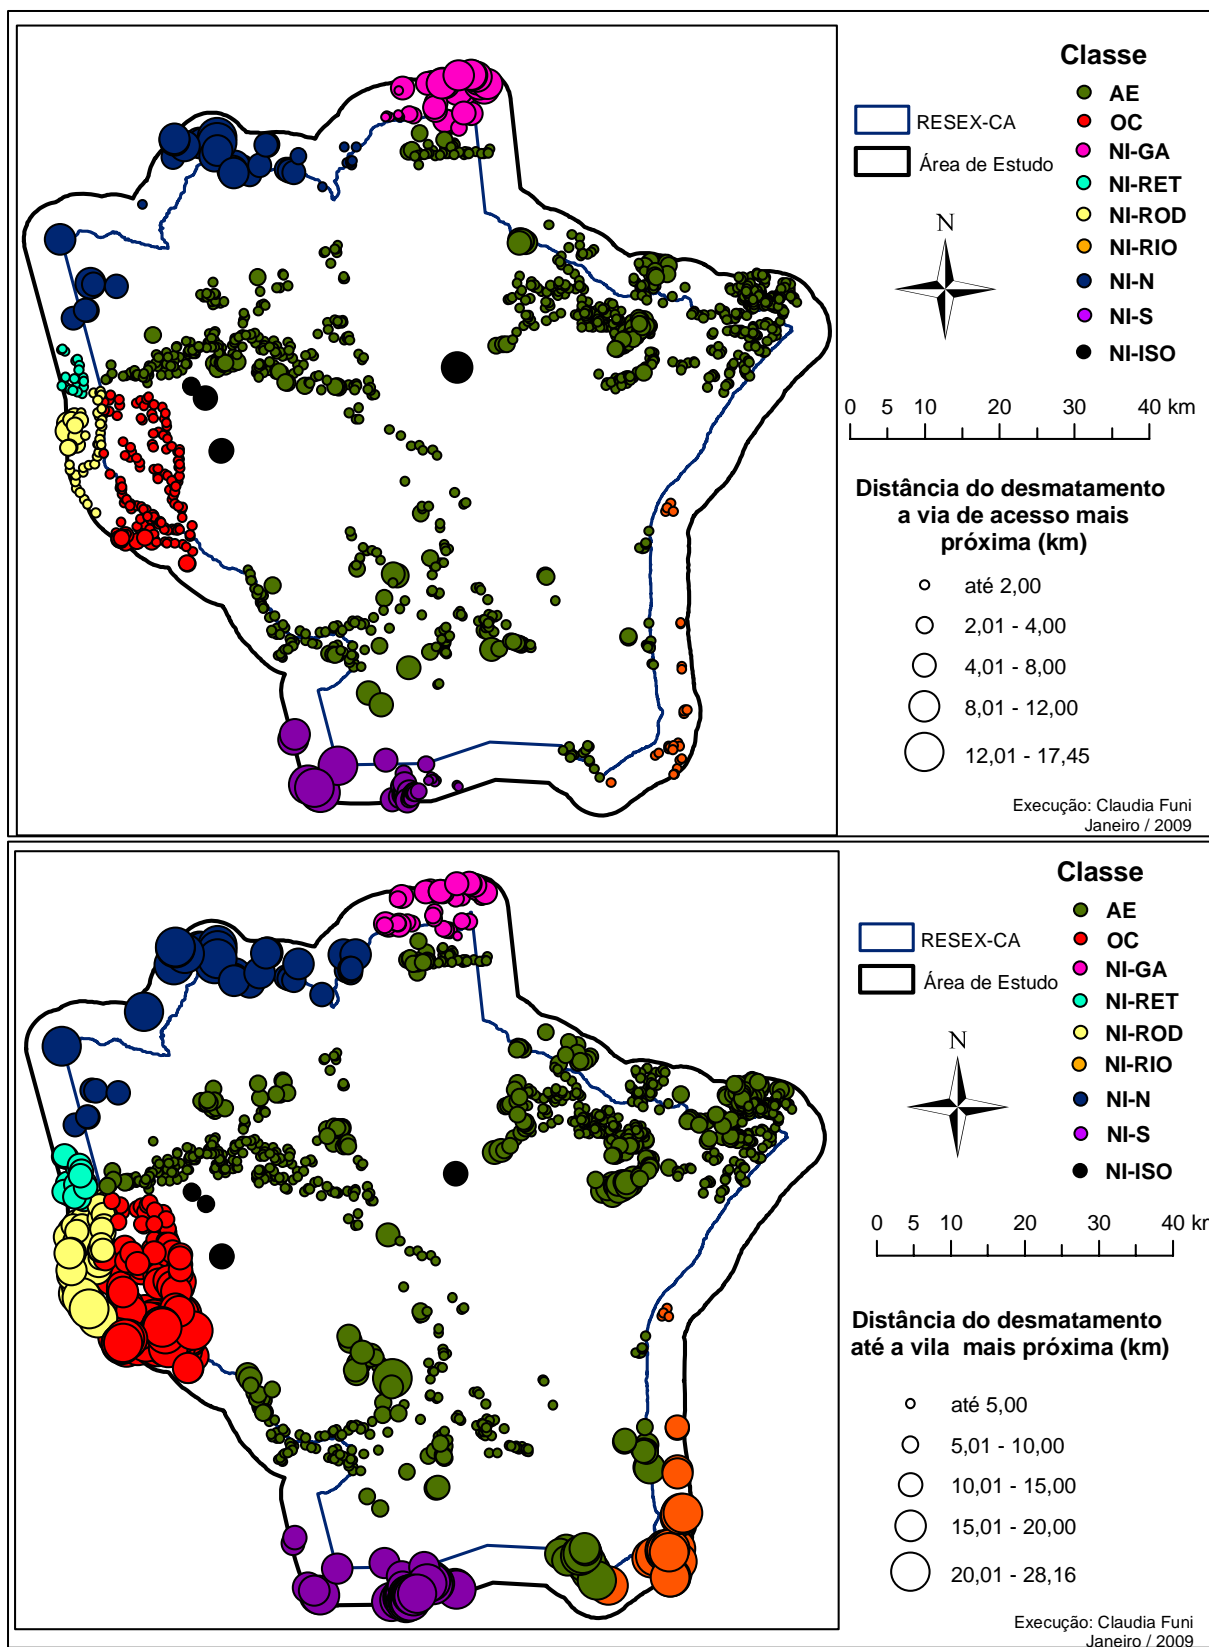 Classe
AE
OC
NI-GA
NI-RET
NI-ROD
NI-RIO
NI-N
NI-S
NI-ISO
RESEX-CA
Área de Estudo
N
0 5 10 20 30 40 km
Distância do desmatamento
a via de acesso mais
próxima (km)
até 2,00
2,01 - 4,00
4,01 - 8,00
8,01 - 12,00
12,01 - 17,45
Execução: Claudia Funi
Janeiro / 2009
Classe
AE
OC
NI-GA
NI-RET
NI-ROD
NI-RIO
NI-N
NI-S
NI-ISO
RESEX-CA
Área de Estudo
N
0 5 10 20 30 40 km
Distância do desmatamento
até a vila mais próxima (km)
até 5,00
5,01 - 10,00
10,01 - 15,00
15,01 - 20,00
20,01 - 28,16
Execução: Claudia Funi
Janeiro / 2009